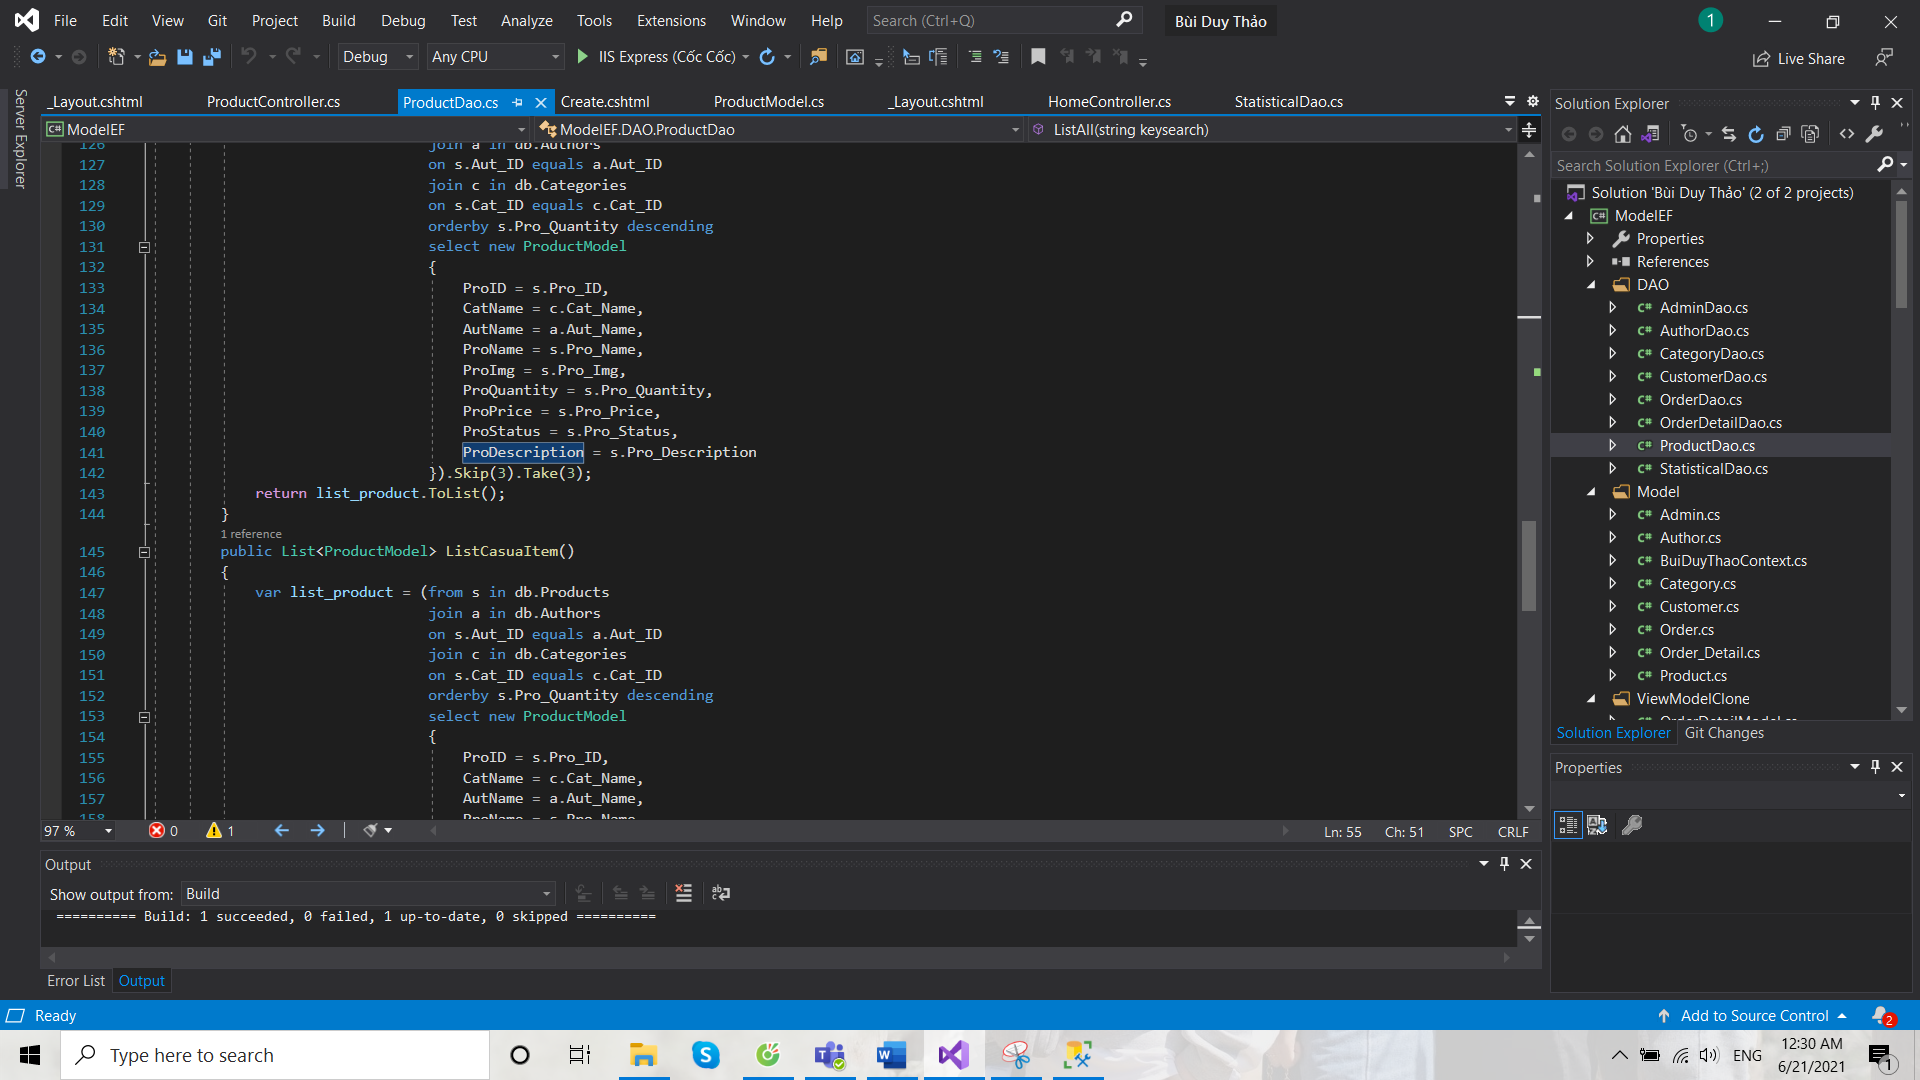 File Edit View Git Project Build Debug Test Analyze Tools Extensions Window Help Search (Ctrl+Q) Bùi Duy Thảo 1
Debug Any CPU IIS Express (Cốc Cốc) Live Share
Server Explorer
_Layout.cshtml ProductController.cs ProductDao.cs Create.cshtml ProductModel.cs _Layout.cshtml HomeController.cs StatisticalDao.cs
ModelEF ModelEF.DAO.ProductDao ListAll(string keysearch)
126 join a in db.Authors
127 on s.Aut_ID equals a.Aut_ID
128 join c in db.Categories
129 on s.Cat_ID equals c.Cat_ID
130 orderby s.Pro_Quantity descending
131 select new ProductModel
132 {
133 ProID = s.Pro_ID,
134 CatName = c.Cat_Name,
135 AutName = a.Aut_Name,
136 ProName = s.Pro_Name,
137 ProImg = s.Pro_Img,
138 ProQuantity = s.Pro_Quantity,
139 ProPrice = s.Pro_Price,
140 ProStatus = s.Pro_Status,
141 ProDescription = s.Pro_Description
142 }).Skip(3).Take(3);
143 return list_product.ToList();
144 }
1 reference
145 public List<ProductModel> ListCasuaItem()
146 {
147 var list_product = (from s in db.Products
148 join a in db.Authors
149 on s.Aut_ID equals a.Aut_ID
150 join c in db.Categories
151 on s.Cat_ID equals c.Cat_ID
152 orderby s.Pro_Quantity descending
153 select new ProductModel
154 {
155 ProID = s.Pro_ID,
156 CatName = c.Cat_Name,
157 AutName = a.Aut_Name,
158 ProName = s.Pro_Name,
97 % 0 1 Ln: 55 Ch: 51 SPC CRLF
Output
Show output from: Build
========== Build: 1 succeeded, 0 failed, 1 up-to-date, 0 skipped ==========
Error List Output
Solution Explorer
Search Solution Explorer (Ctrl+;)
Solution 'Bùi Duy Thảo' (2 of 2 projects)
ModelEF
Properties
References
DAO
AdminDao.cs
AuthorDao.cs
CategoryDao.cs
CustomerDao.cs
OrderDao.cs
OrderDetailDao.cs
ProductDao.cs
StatisticalDao.cs
Model
Admin.cs
Author.cs
BuiDuyThaoContext.cs
Category.cs
Customer.cs
Order.cs
Order_Detail.cs
Product.cs
ViewModelClone
OrderDetailModel.cs
Solution Explorer Git Changes
Properties
Ready Add to Source Control 2
Type here to search ENG 12:30 AM
6/21/2021 1